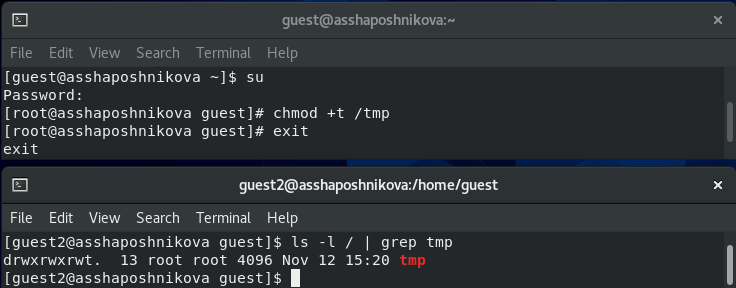 guest@asshaposhnikova:~
File Edit View Search Terminal Help
[guest@asshaposhnikova ~]$ su
Password:
[root@asshaposhnikova guest]# chmod +t /tmp
[root@asshaposhnikova guest]# exit
exit
guest2@asshaposhnikova:/home/guest
File Edit View Search Terminal Help
[guest2@asshaposhnikova guest]$ ls -l / | grep tmp
drwxrwxrwt.  13 root root 4096 Nov 12 15:20 tmp
[guest2@asshaposhnikova guest]$